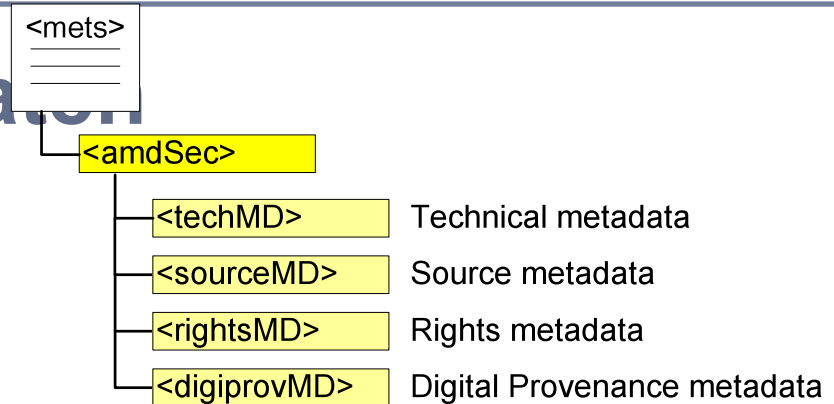 <mets>
<amdSec>
<techMD> Technical metadata
<sourceMD> Source metadata
<rightsMD> Rights metadata
<digiprovMD> Digital Provenance metadata